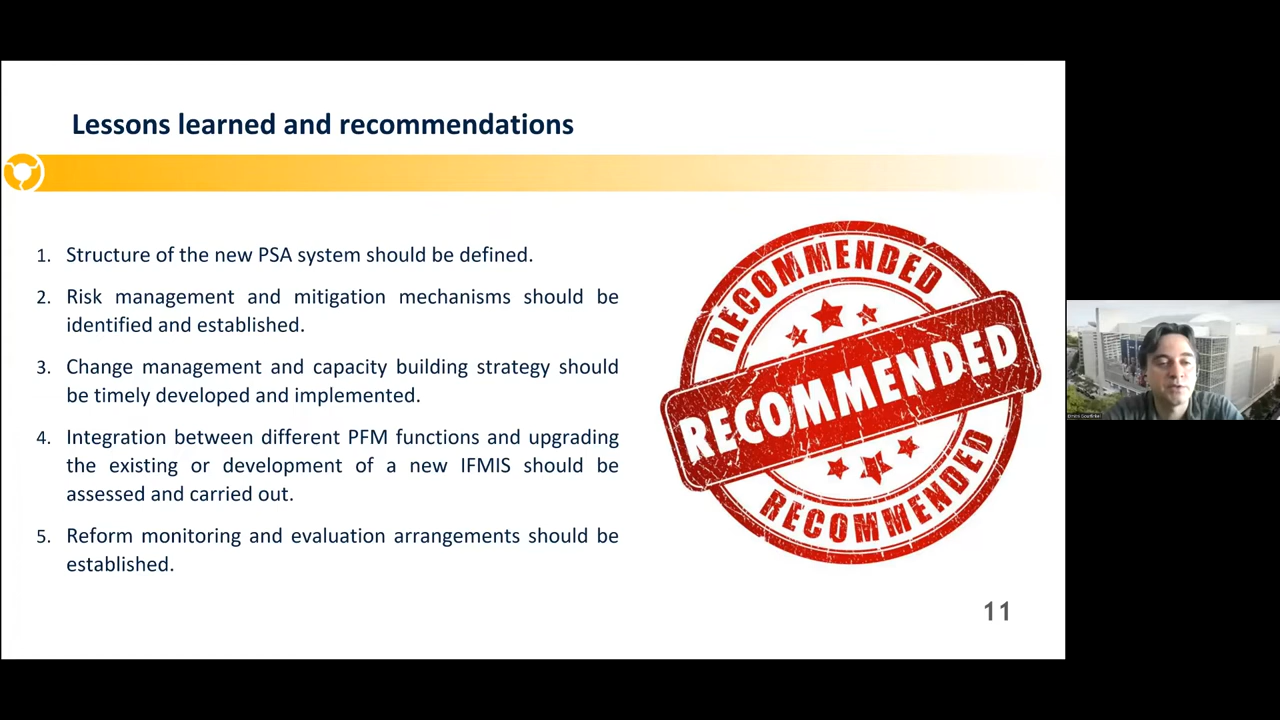 Lessons learned and recommendations
1. Structure of the new PSA system should be defined.
2. Risk management and mitigation mechanisms should be
identified and established.
3. Change management and capacity building strategy should
be timely developed and implemented.
4. Integration between different PFM functions and upgrading
the existing or development of a new IFMIS should be
assessed and carried out.
5. Reform monitoring and evaluation arrangements should be
established.
RECOMMENDED
RECOMMENDED
RECOMMENDED
11